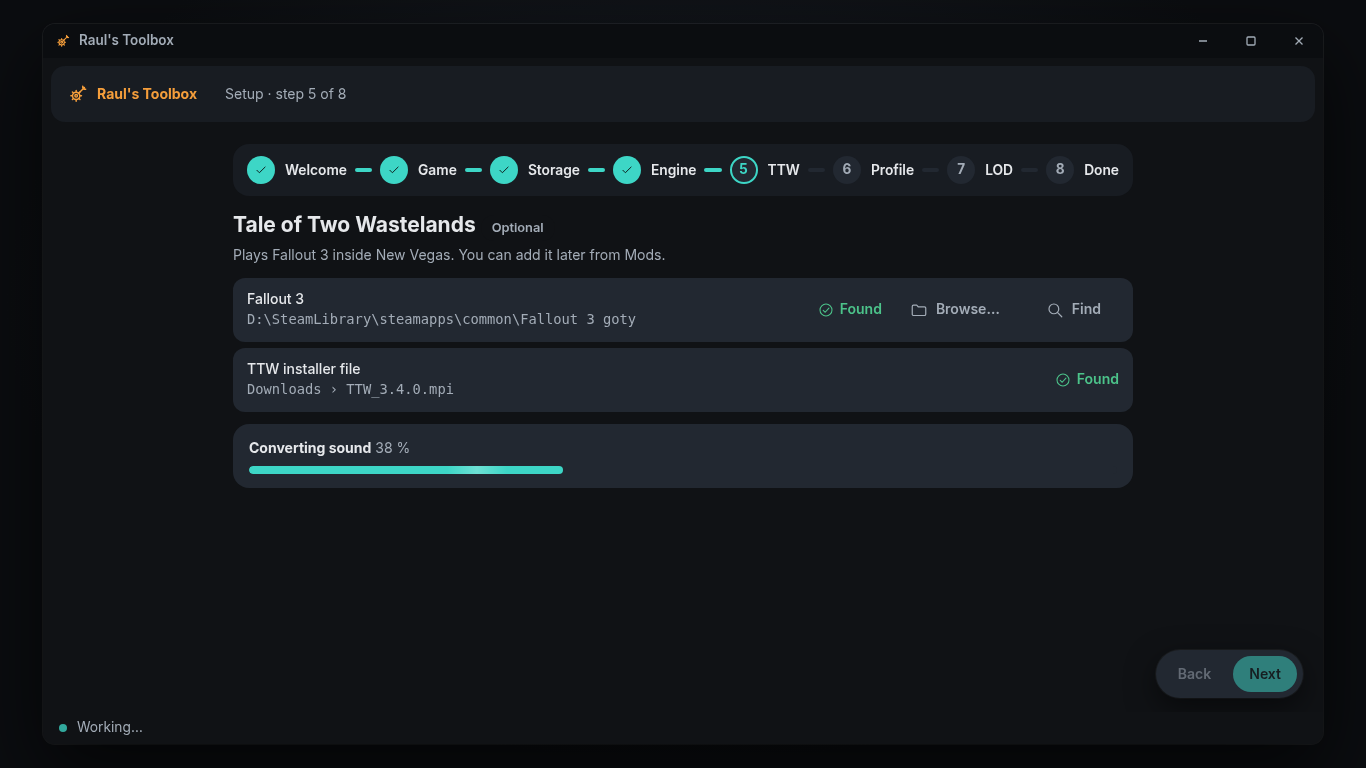 Raul's Toolbox
Raul's Toolbox Setup · step 5 of 8
Welcome Game Storage Engine 5 TTW 6 Profile 7 LOD 8 Done
Tale of Two Wastelands Optional
Plays Fallout 3 inside New Vegas. You can add it later from Mods.
Fallout 3
D:\SteamLibrary\steamapps\common\Fallout 3 goty
Found Browse... Find
TTW installer file
Downloads › TTW_3.4.0.mpi
Found
Converting sound 38 %
Back Next
Working...